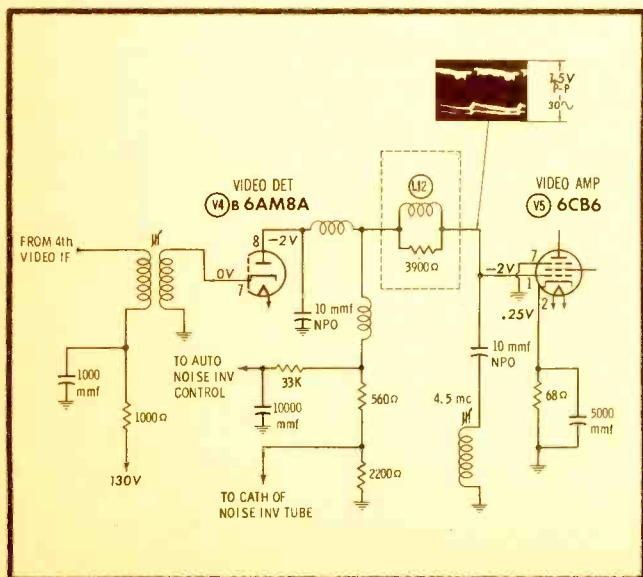 1.5V
P-P
30~
VIDEO DET
V4 B 6AM8A
L12
VIDEO AMP
V5 6CB6
FROM 4th
VIDEO IF
8
-2V
0V
7
3900Ω
7
-2V
1
2
.25V
10 mmf
NPO
10 mmf
NPO
TO AUTO
NOISE INV
CONTROL
33K
1000
mmf
10000
mmf
560Ω
4.5 mc
68Ω
5000
mmf
1000Ω
2200Ω
130V
TO CATH OF
NOISE INV TUBE